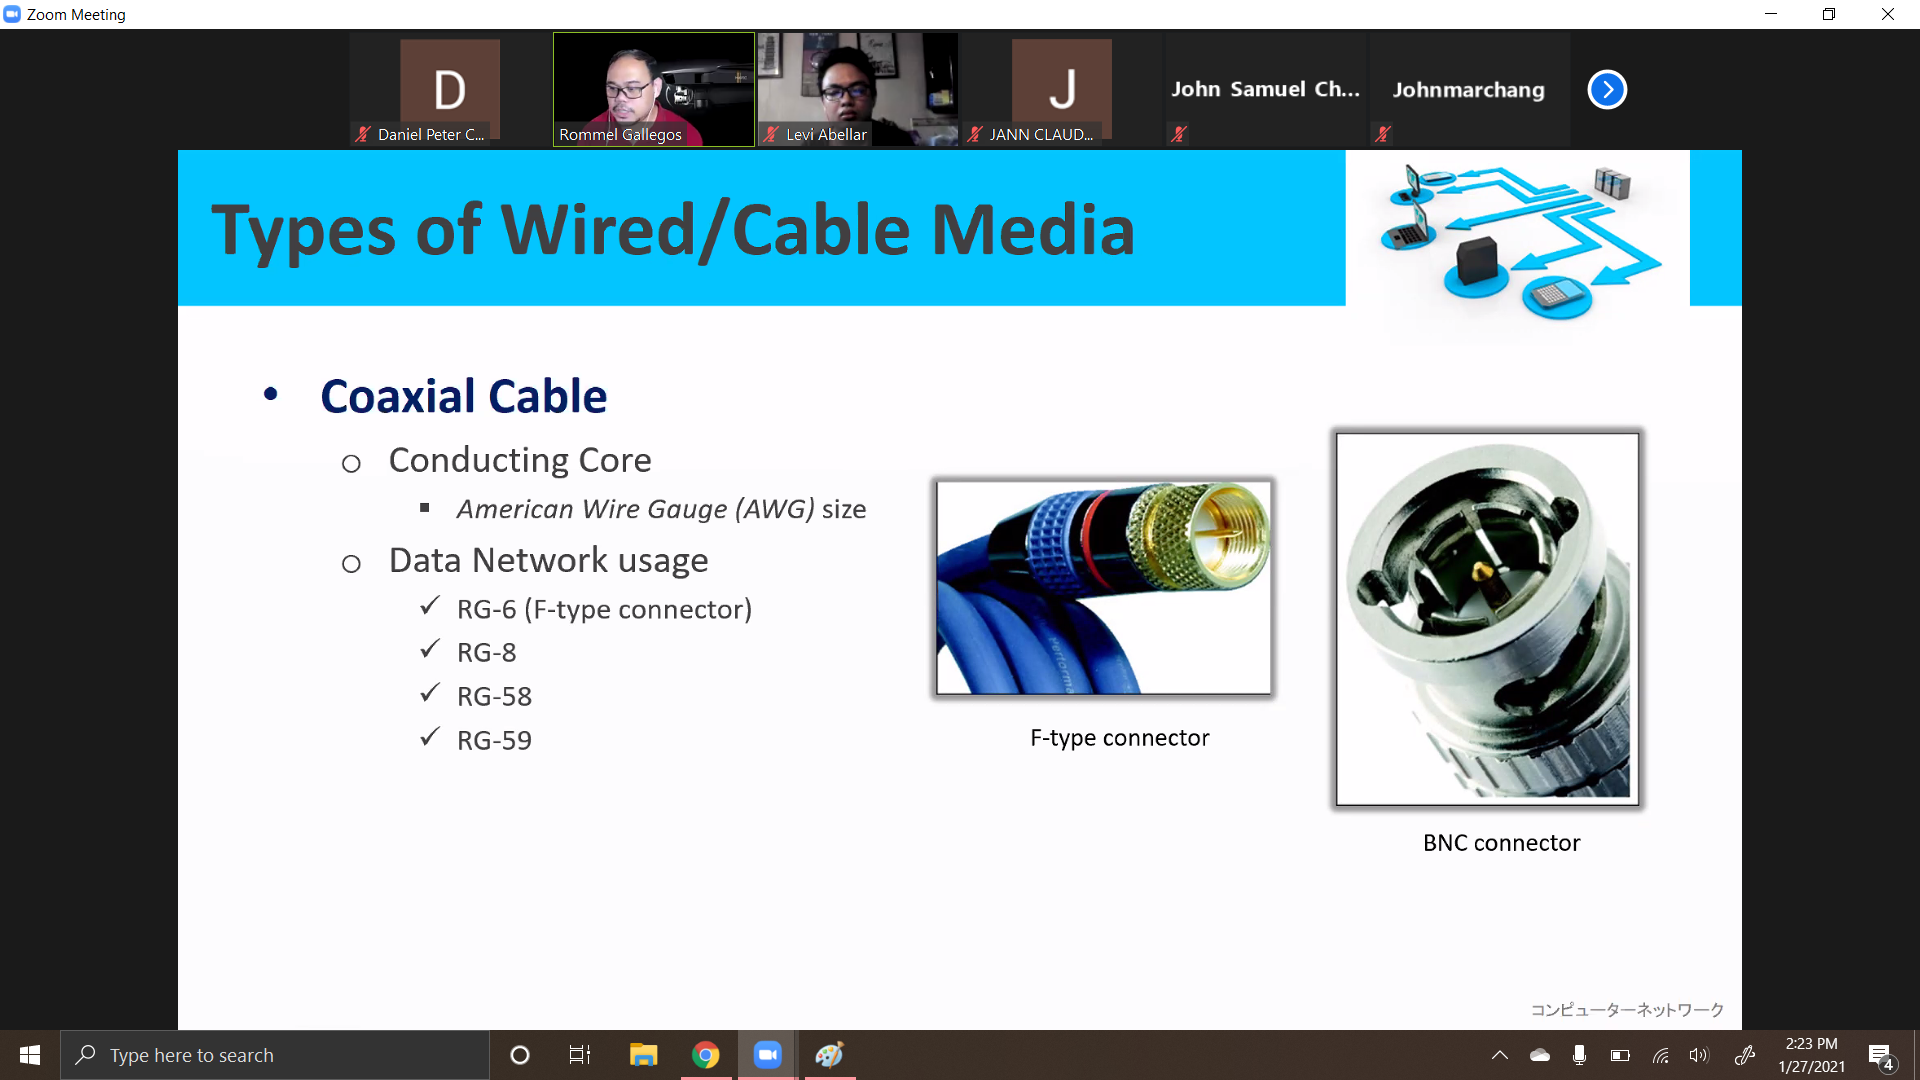 Zoom Meeting
D
J
John Samuel Ch...
Johnmarchang
Daniel Peter C...
Rommel Gallegos
Levi Abellar
JANN CLAUD...
Types of Wired/Cable Media
• Coaxial Cable
o Conducting Core
▪ American Wire Gauge (AWG) size
o Data Network usage
✓ RG-6 (F-type connector)
✓ RG-8
✓ RG-58
✓ RG-59
F-type connector
BNC connector
コンピューターネットワーク
Type here to search
2:23 PM
1/27/2021
4